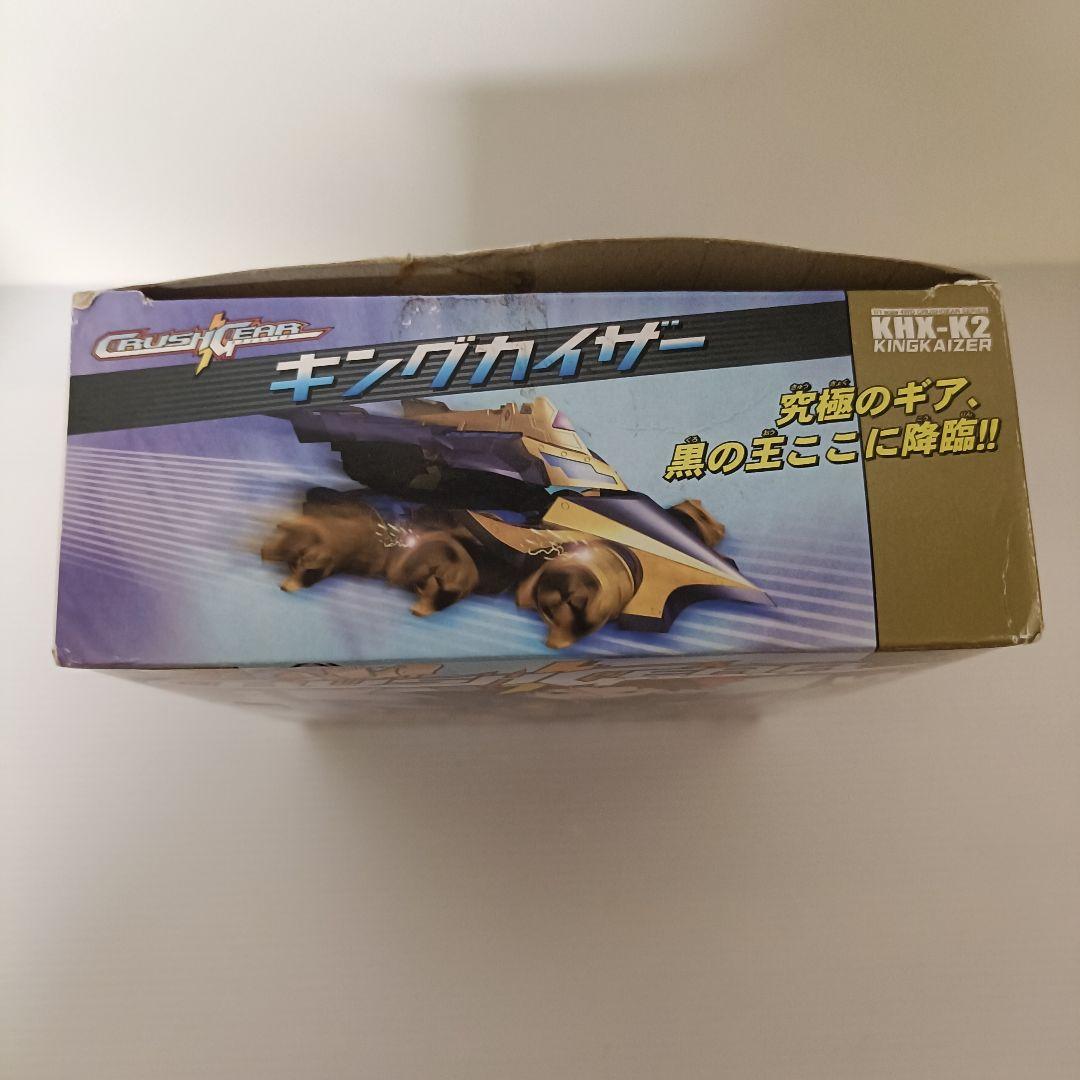 CRUSH GEAR
キングカイザー
KHX-K2
KINGKAIZER
究極のギア、
黒の主ここに降臨!!